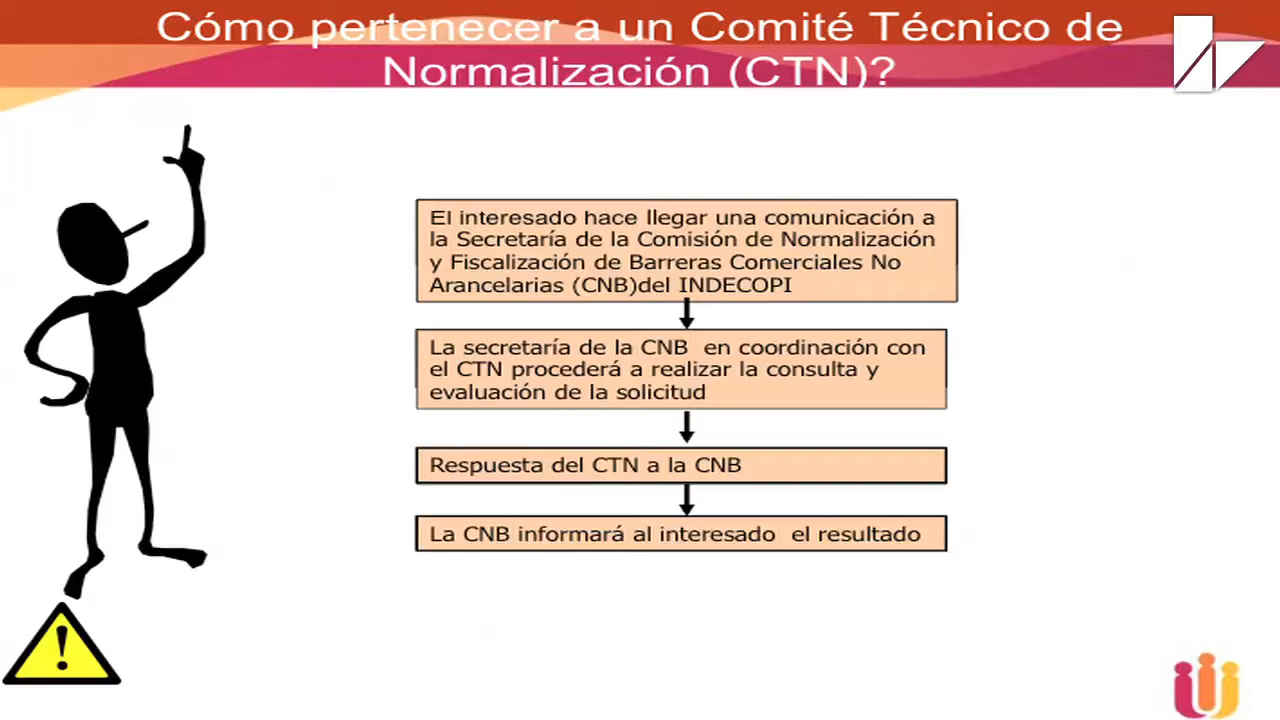 Cómo pertenecer a un Comité Técnico de
Normalización (CTN)?
El interesado hace llegar una comunicación a
la Secretaría de la Comisión de Normalización
y Fiscalización de Barreras Comerciales No
Arancelarias (CNB)del INDECOPI
La secretaría de la CNB en coordinación con
el CTN procederá a realizar la consulta y
evaluación de la solicitud
Respuesta del CTN a la CNB
La CNB informará al interesado el resultado
!